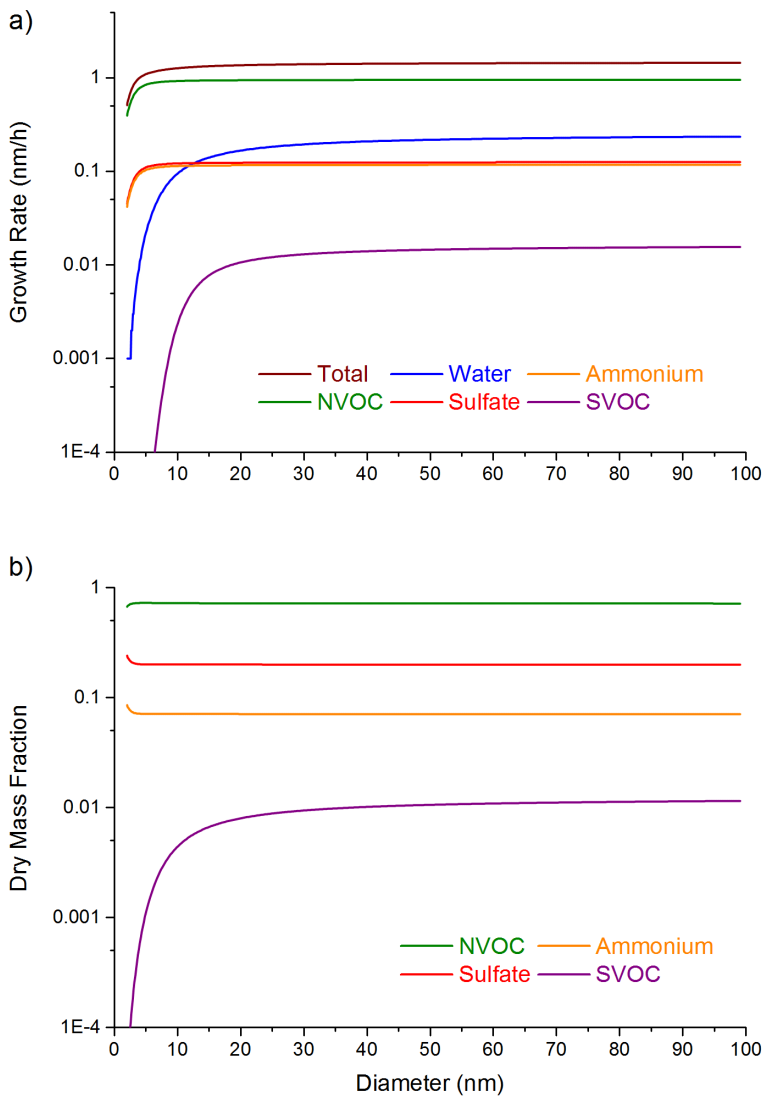 a)
Growth Rate (nm/h)
1
0.1
0.01
0.001
1E-4
Total Water Ammonium
NVOC Sulfate SVOC
0 10 20 30 40 50 60 70 80 90 100
b)
Dry Mass Fraction
1
0.1
0.01
0.001
1E-4
NVOC Ammonium
Sulfate SVOC
0 10 20 30 40 50 60 70 80 90 100
Diameter (nm)